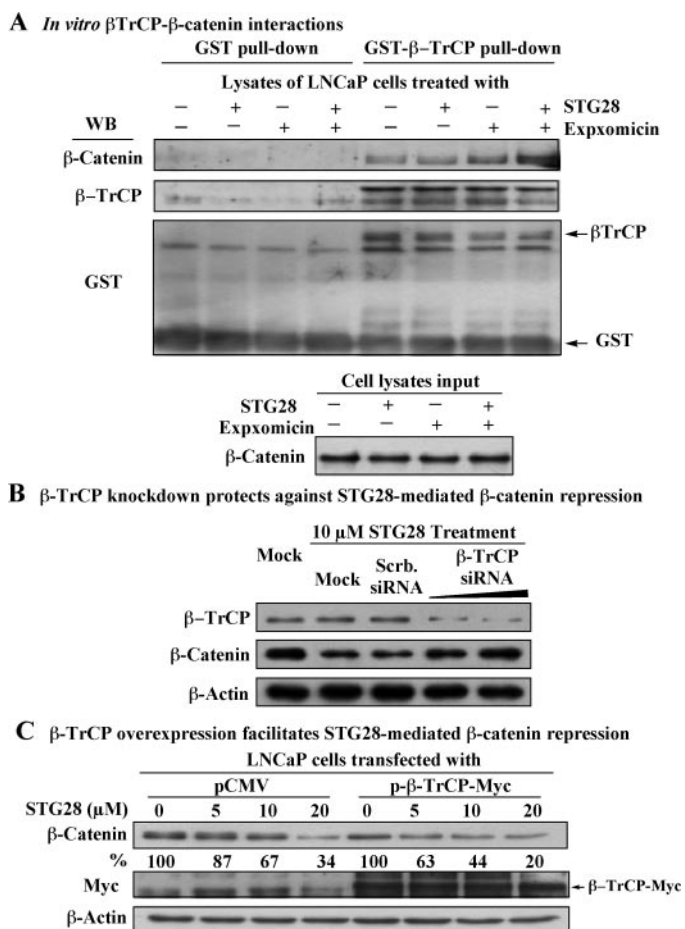 A In vitro βTrCP-β-catenin interactions
GST pull-down GST-β–TrCP pull-down
Lysates of LNCaP cells treated with
– + – + – + – + STG28
WB – – + + – – + + Expxomicin
β-Catenin
β–TrCP
βTrCP
GST
GST
Cell lysates input
STG28 – + – +
Expxomicin – – + +
β-Catenin
B β-TrCP knockdown protects against STG28-mediated β-catenin repression
10 µM STG28 Treatment
Mock Mock Scrb. siRNA β-TrCP siRNA
β–TrCP
β-Catenin
β-Actin
C β-TrCP overexpression facilitates STG28-mediated β-catenin repression
LNCaP cells transfected with
pCMV p-β-TrCP-Myc
STG28 (µM) 0 5 10 20 0 5 10 20
β-Catenin
% 100 87 67 34 100 63 44 20
Myc β–TrCP-Myc
β-Actin